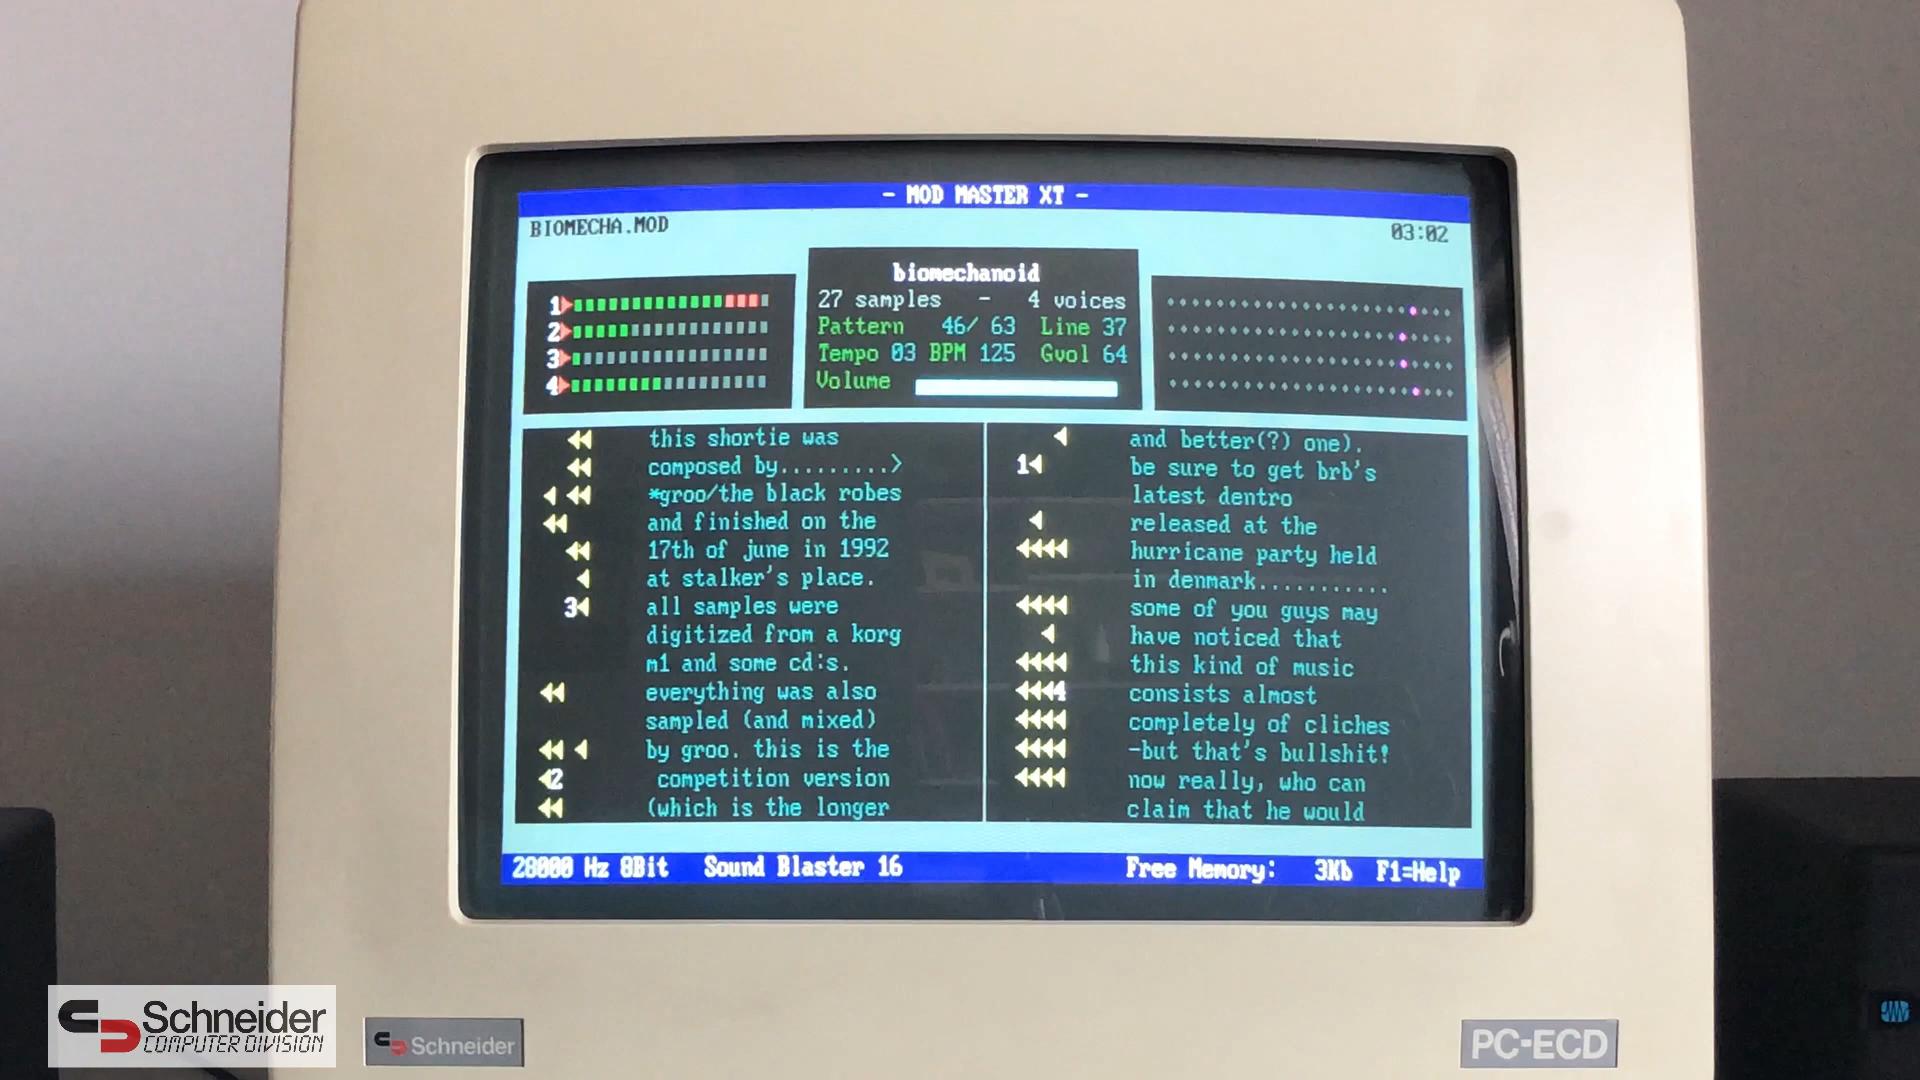 - MOD MASTER XT -
BIOMECHA.MOD
03:02
biomechanoid
27 samples - 4 voices
Pattern 46/ 63 Line 37
Tempo 03 BPM 125 Gvol 64
Volume
1
2
3
4
this shortie was
composed by.........>
*groo/the black robes
and finished on the
17th of june in 1992
at stalker's place.
3 all samples were
digitized from a korg
m1 and some cd:s.
everything was also
sampled (and mixed)
by groo. this is the
2 competition version
(which is the longer
and better(?) one).
1 be sure to get brb's
latest dentro
released at the
hurricane party held
in denmark...........
some of you guys may
have noticed that
this kind of music
4 consists almost
completely of cliches
-but that's bullshit!
now really, who can
claim that he would
28000 Hz 8Bit Sound Blaster 16 Free Memory: 3Kb F1=Help
Schneider
COMPUTER DIVISION
Schneider
PC-ECD